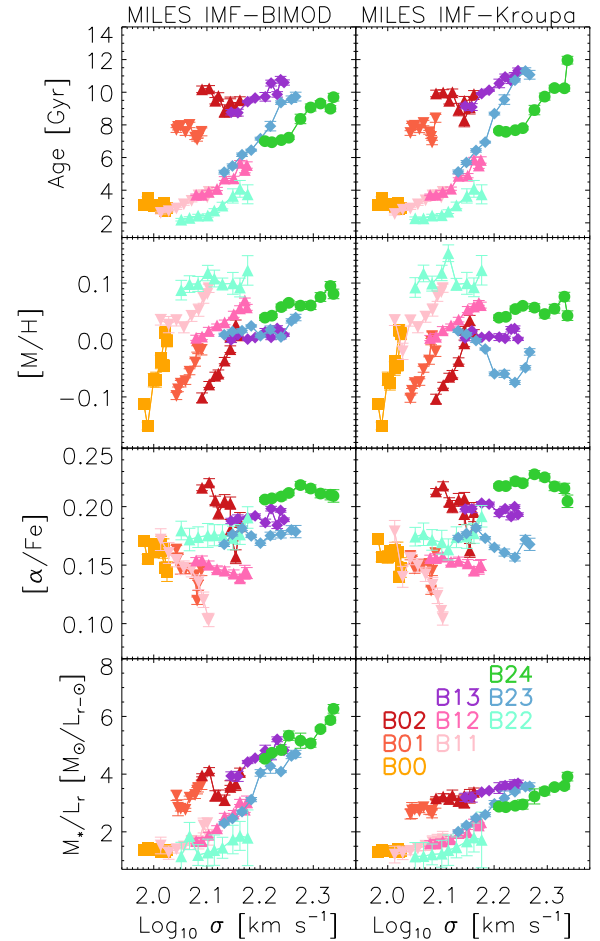 MILES IMF-BIMOD MILES IMF-Kroupa
Age [Gyr]
12
10
8
6
4
2
[M/H]
0.1
0.0
-0.1
[α/Fe]
0.25
0.20
0.15
0.10
M*/Lr [M⊙/Lr-⊙]
8
6
4
2
B24
B13 B23
B02 B12 B22
B01 B11
B00
2.0 2.1 2.2 2.3 2.0 2.1 2.2 2.3
Log10 σ [km s-1] Log10 σ [km s-1]